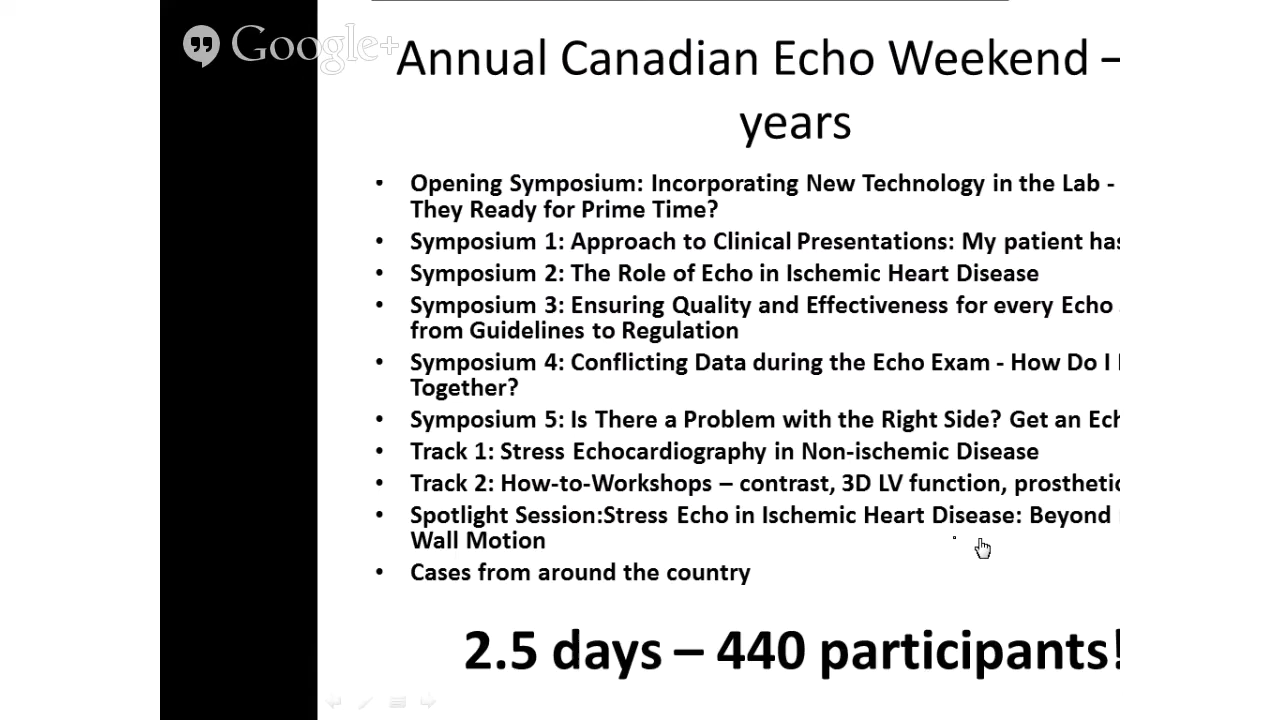 Google+
Annual Canadian Echo Weekend –
years
• Opening Symposium: Incorporating New Technology in the Lab -
They Ready for Prime Time?
• Symposium 1: Approach to Clinical Presentations: My patient has
• Symposium 2: The Role of Echo in Ischemic Heart Disease
• Symposium 3: Ensuring Quality and Effectiveness for every Echo
from Guidelines to Regulation
• Symposium 4: Conflicting Data during the Echo Exam - How Do I
Together?
• Symposium 5: Is There a Problem with the Right Side? Get an
• Track 1: Stress Echocardiography in Non-ischemic Disease
• Track 2: How-to-Workshops – contrast, 3D LV function,
• Spotlight Session:Stress Echo in Ischemic Heart Disease: Beyond
Wall Motion
• Cases from around the country
2.5 days – 440 participants!